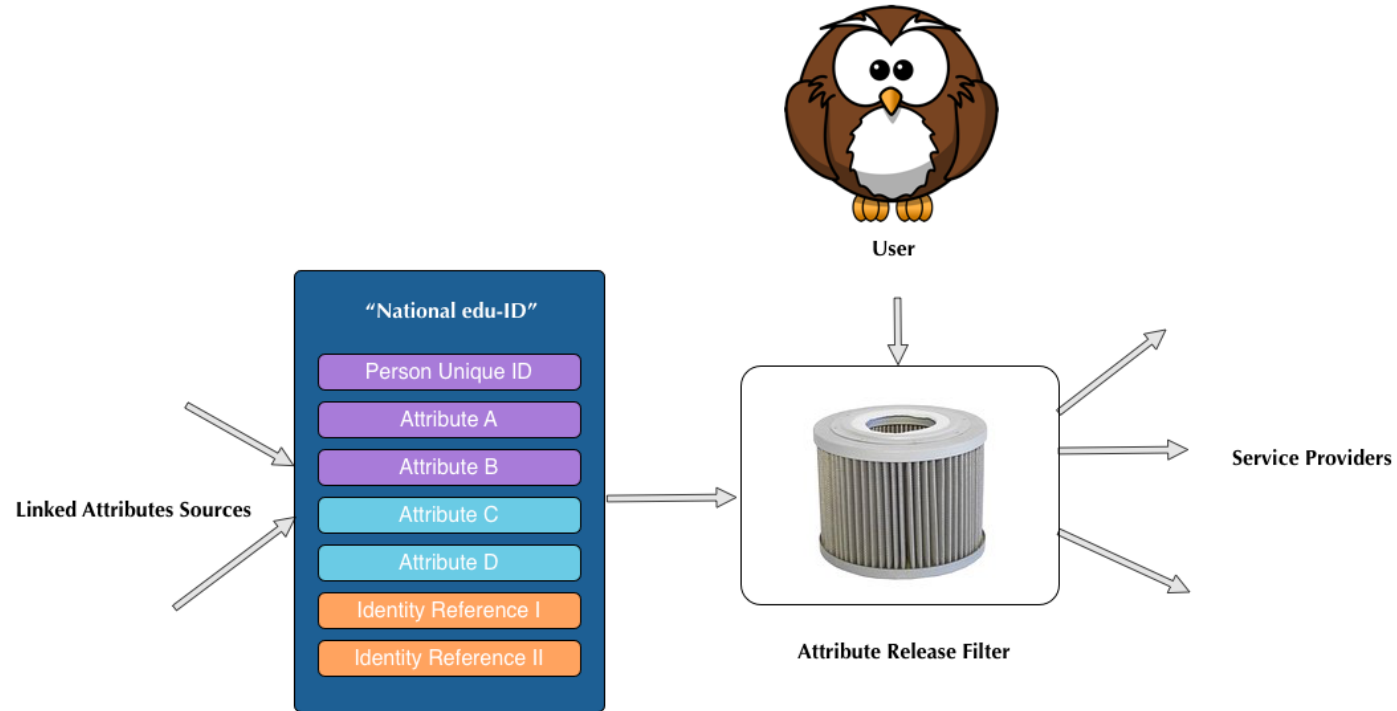 User
“National edu-ID”
Person Unique ID
Attribute A
Attribute B
Attribute C
Attribute D
Identity Reference I
Identity Reference II
Linked Attributes Sources
Service Providers
Attribute Release Filter